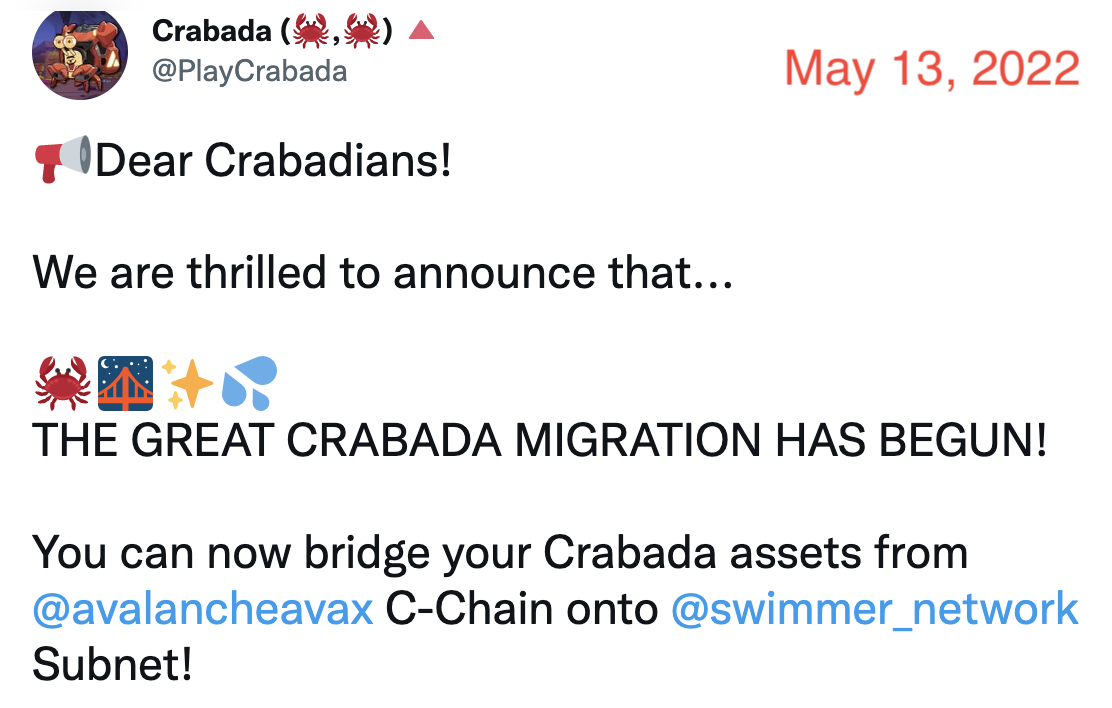 Crabada (🦀,🦀) 🔺
@PlayCrabada
May 13, 2022
📢Dear Crabadians!
We are thrilled to announce that...
🦀🌉✨💦
THE GREAT CRABADA MIGRATION HAS BEGUN!
You can now bridge your Crabada assets from
@avalancheavax C-Chain onto @swimmer_network
Subnet!